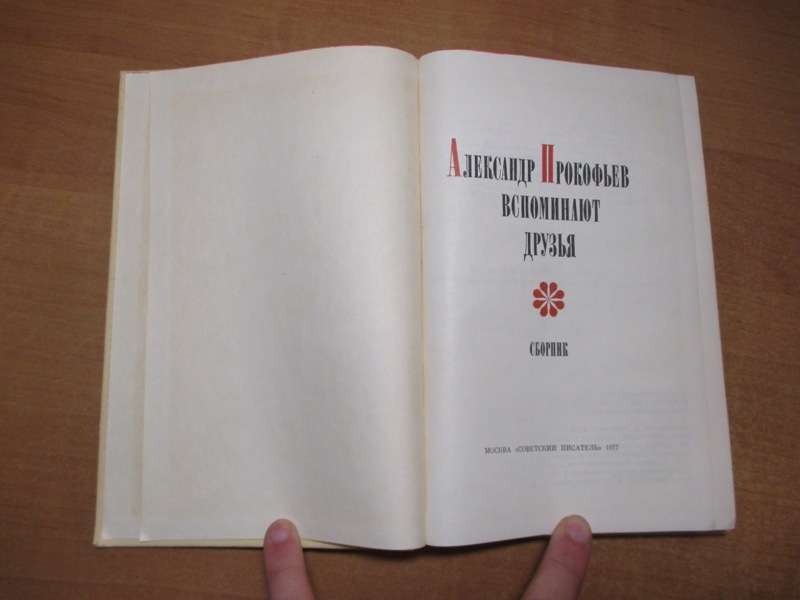 Александр Прокофьев
вспоминают
друзья
сборник
Москва «Советский писатель» 1977